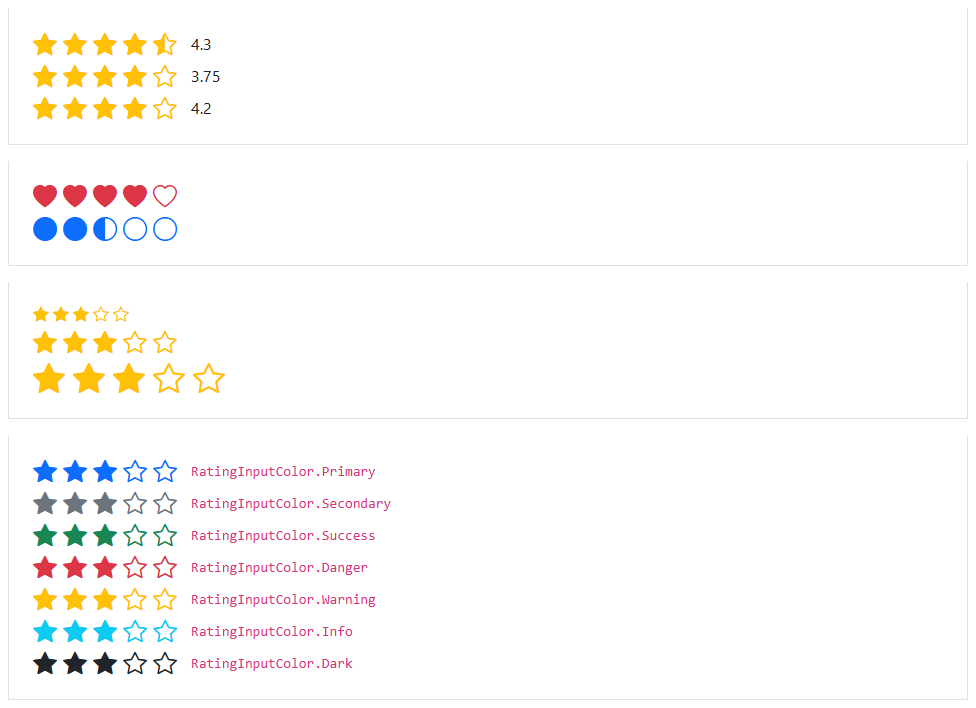 4.3
3.75
4.2
RatingInputColor.Primary
RatingInputColor.Secondary
RatingInputColor.Success
RatingInputColor.Danger
RatingInputColor.Warning
RatingInputColor.Info
RatingInputColor.Dark